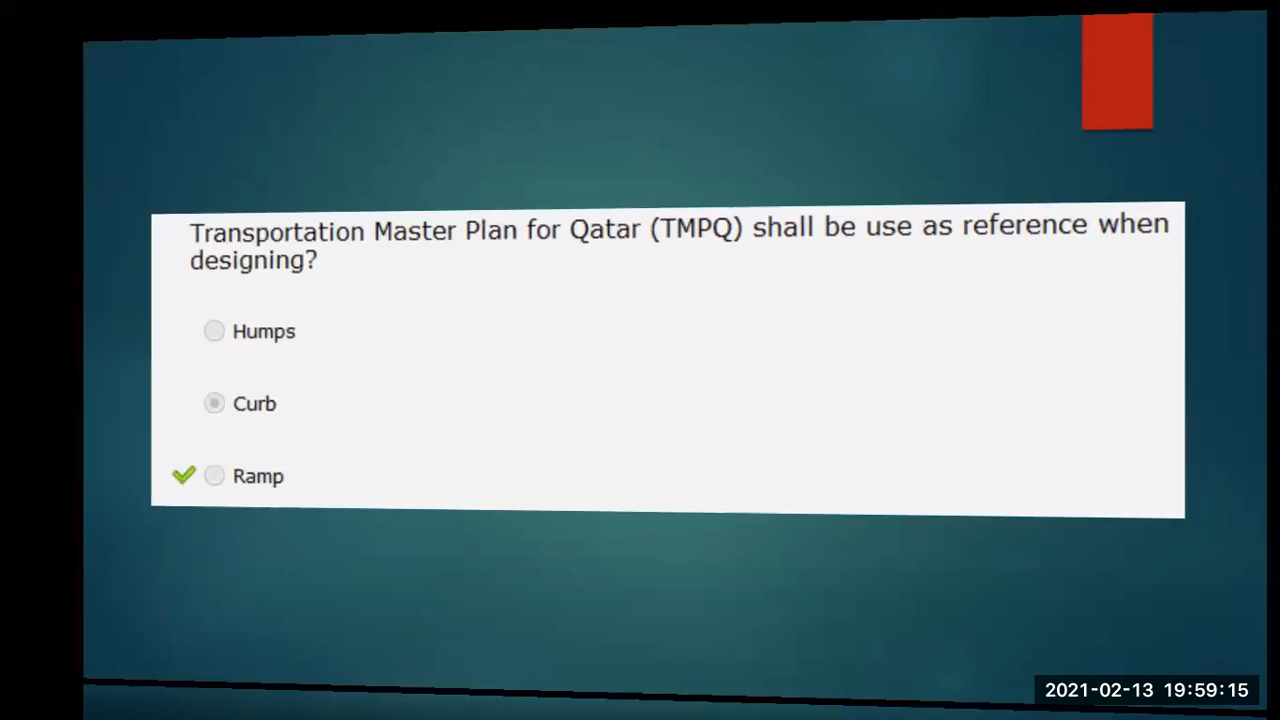 Transportation Master Plan for Qatar (TMPQ) shall be use as reference when
designing?
Humps
Curb
Ramp
2021-02-13 19:59:15